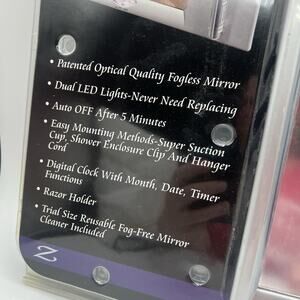 • Patented Optical Quality Fogless Mirror
• Dual LED Lights-Never Need Replacing
• Auto OFF After 5 Minutes
• Easy Mounting Methods-Super Suction
Cup, Shower Enclosure Clip And Hanger
Cord
• Digital Clock With Month, Date, Timer
Functions
• Razor Holder
• Trial Size Reusable Fog-Free Mirror
Cleaner Included
Z